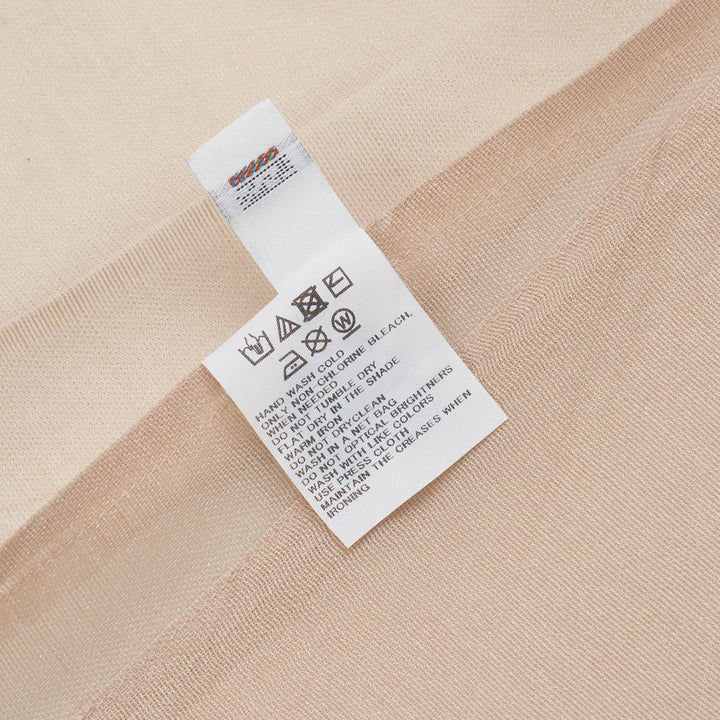 W
HAND WASH COLD
ONLY NON-CHLORINE BLEACH,
WHEN NEEDED
DO NOT TUMBLE DRY
FLAT DRY IN THE SHADE
WARM IRON
DO NOT DRYCLEAN
WASH IN A NET BAG
DO NOT OPTICAL BRIGHTNERS
WASH WITH LIKE COLORS
USE PRESS CLOTH
MAINTAIN THE CREASES WHEN
IRONING